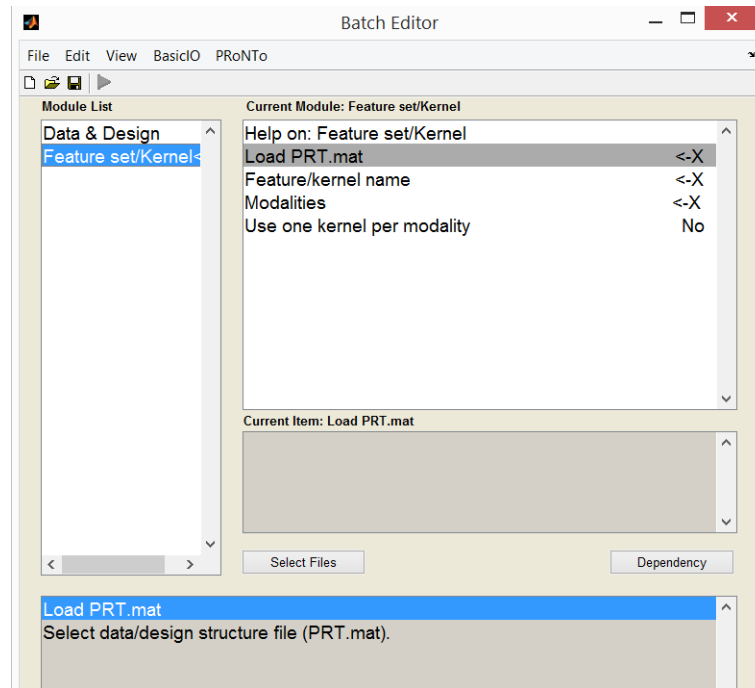 Batch Editor
File Edit View BasicIO PRoNTo
Module List
Current Module: Feature set/Kernel
Data & Design
Help on: Feature set/Kernel
Feature set/Kernel<
Load PRT.mat <-X
Feature/kernel name <-X
Modalities <-X
Use one kernel per modality No
Current Item: Load PRT.mat
Select Files
Dependency
Load PRT.mat
Select data/design structure file (PRT.mat).